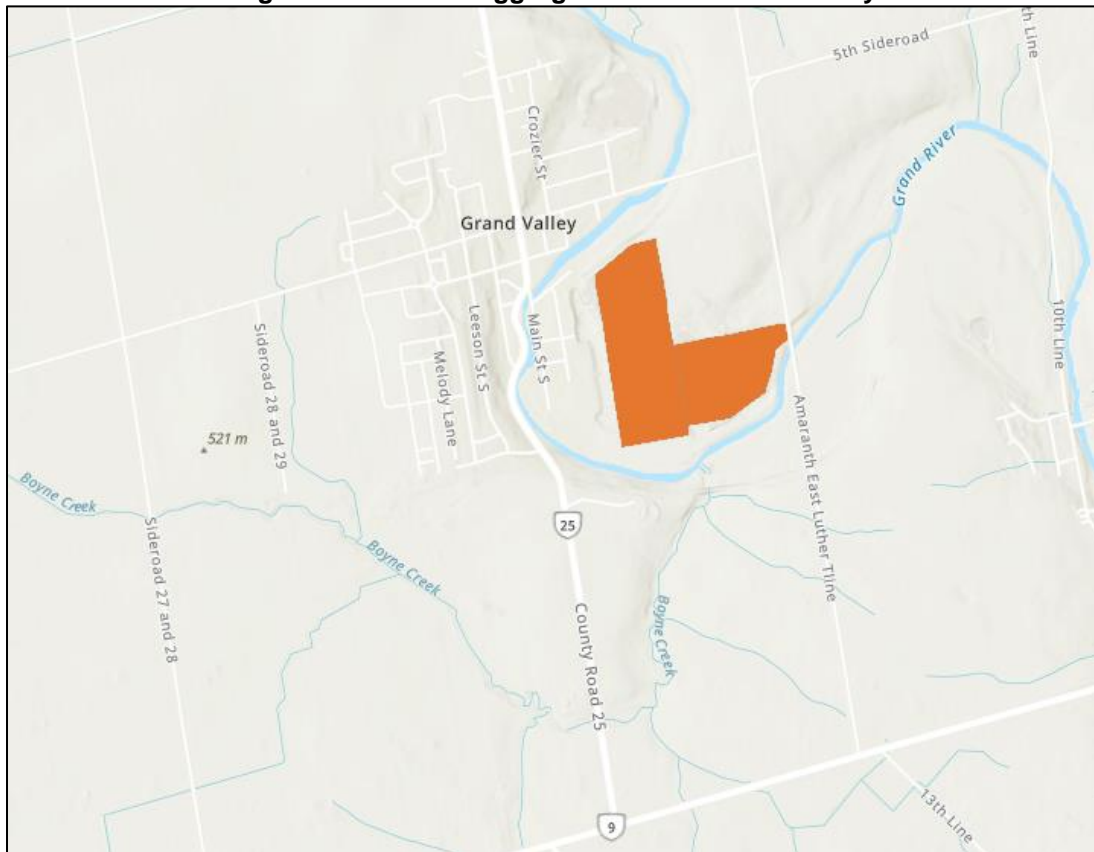 5th Sideroad
th Line
Crozier St
Grand River
Grand Valley
10th Line
Main St S
Leeson St S
Sideroad 28 and 29
Melody Lane
521 m
Amaranth East Luther Tline
Boyne Creek
25
Sideroad 27 and 28
Boyne Creek
Boyne Creek
County Road 25
13th Line
9